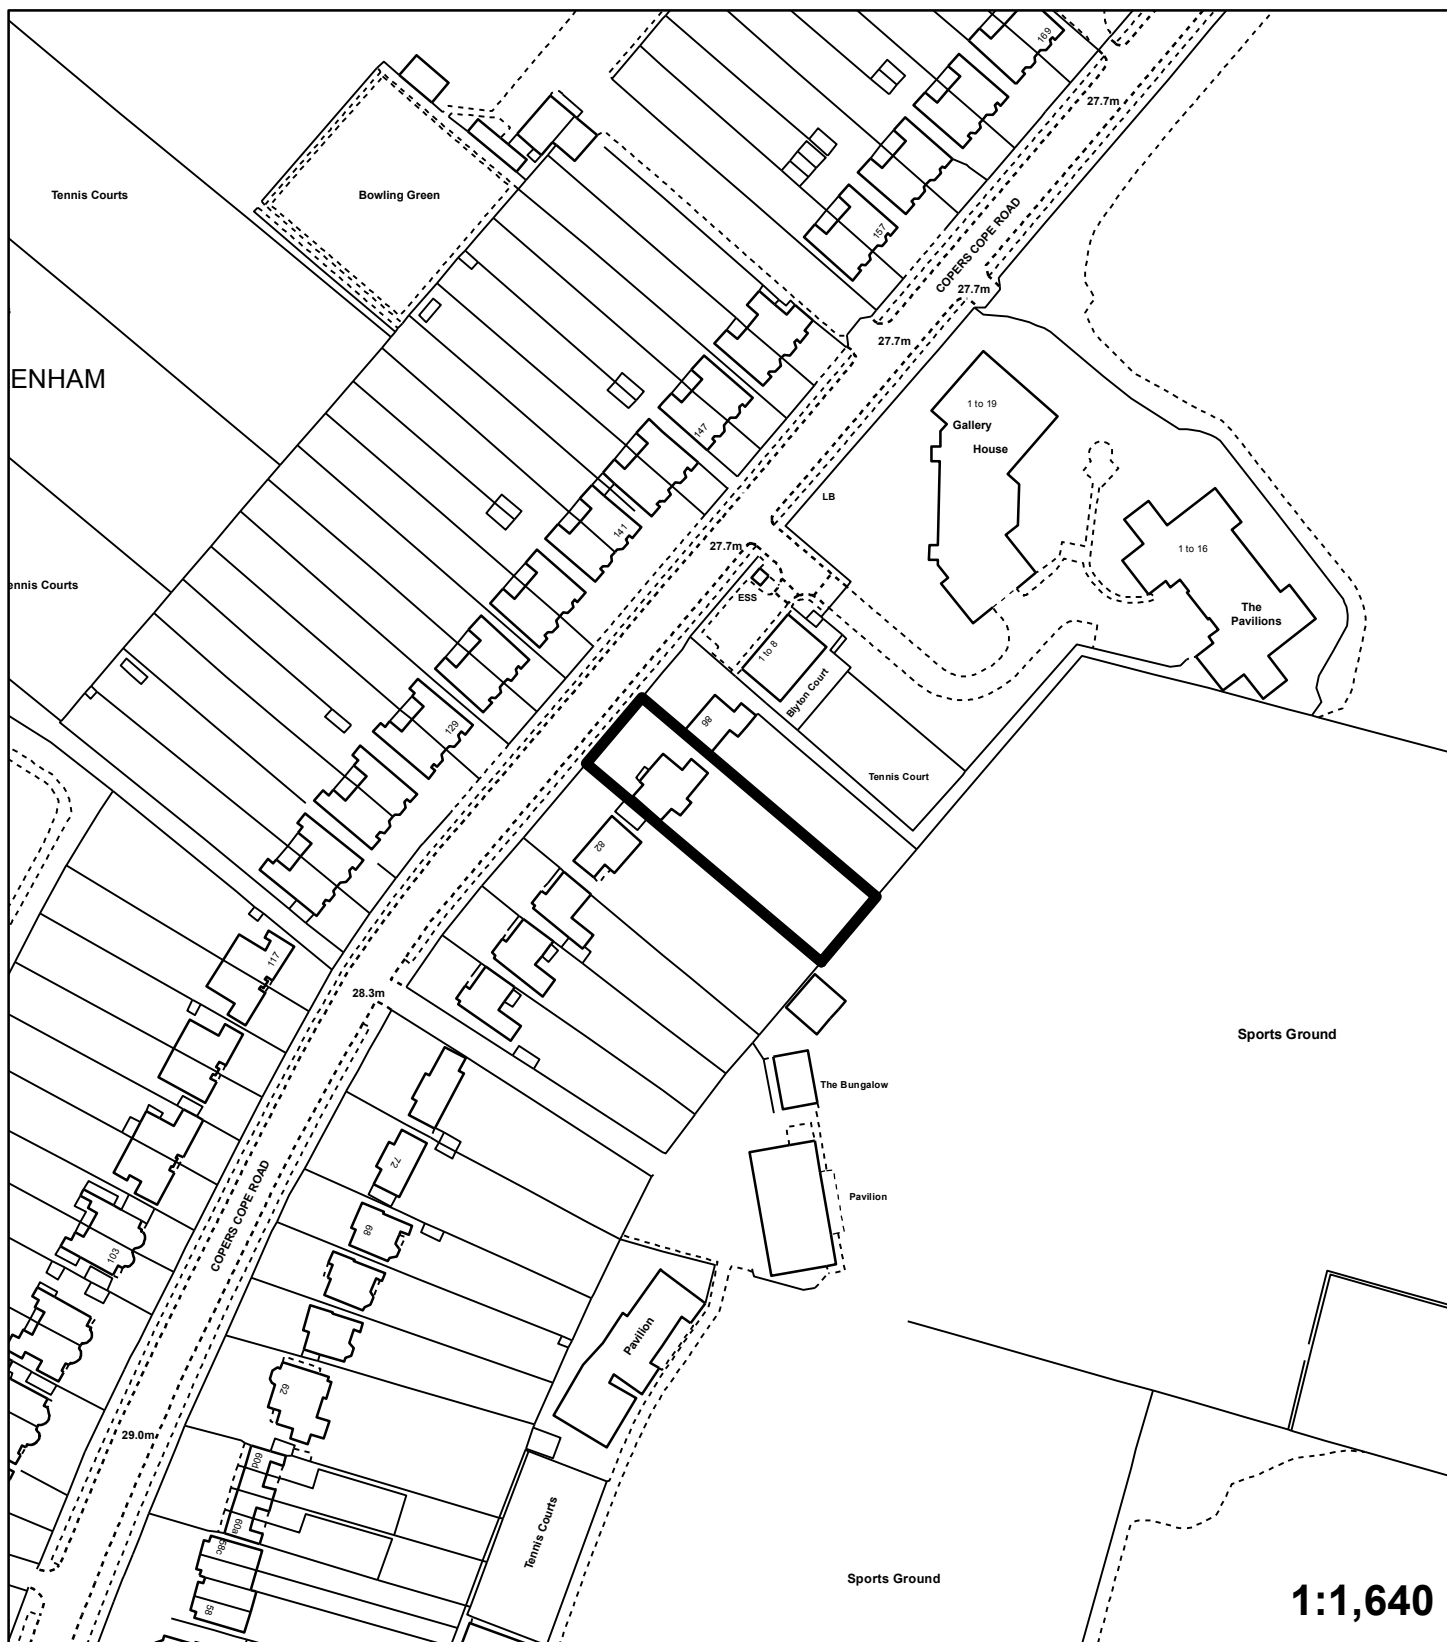 169
27.7m
Tennis Courts
Bowling Green
157
COPERS COPE ROAD
27.7m
27.7m
ENHAM
1 to 19
Gallery
House
147
LB
141
27.7m
1 to 16
ennis Courts
ESS
The
Pavilions
1 to 8
Blyton Court
98
129
Tennis Court
82
117
28.3m
Sports Ground
The Bungalow
72
Pavilion
68
COPERS COPE ROAD
103
Pavilion
62
29.0m
60d
60a
58c
58
Tennis Courts
Sports Ground
1:1,640